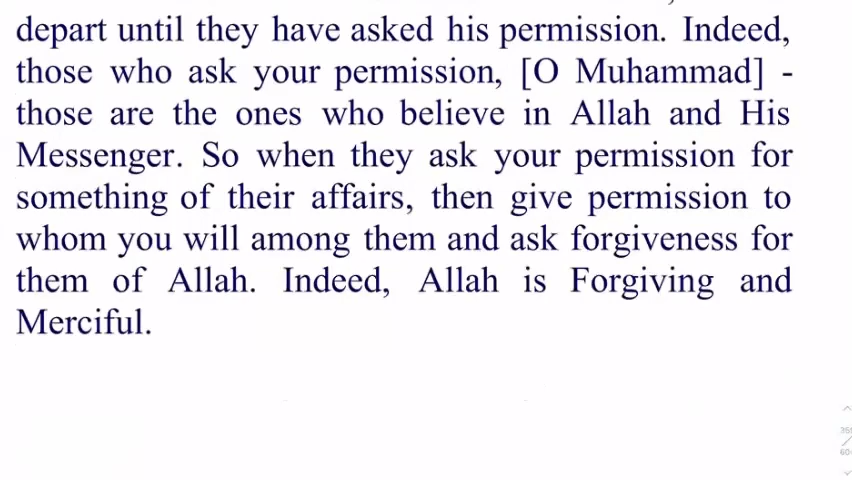 depart until they have asked his permission. Indeed,
those who ask your permission, [O Muhammad] -
those are the ones who believe in Allah and His
Messenger. So when they ask your permission for
something of their affairs, then give permission to
whom you will among them and ask forgiveness for
them of Allah. Indeed, Allah is Forgiving and
Merciful.